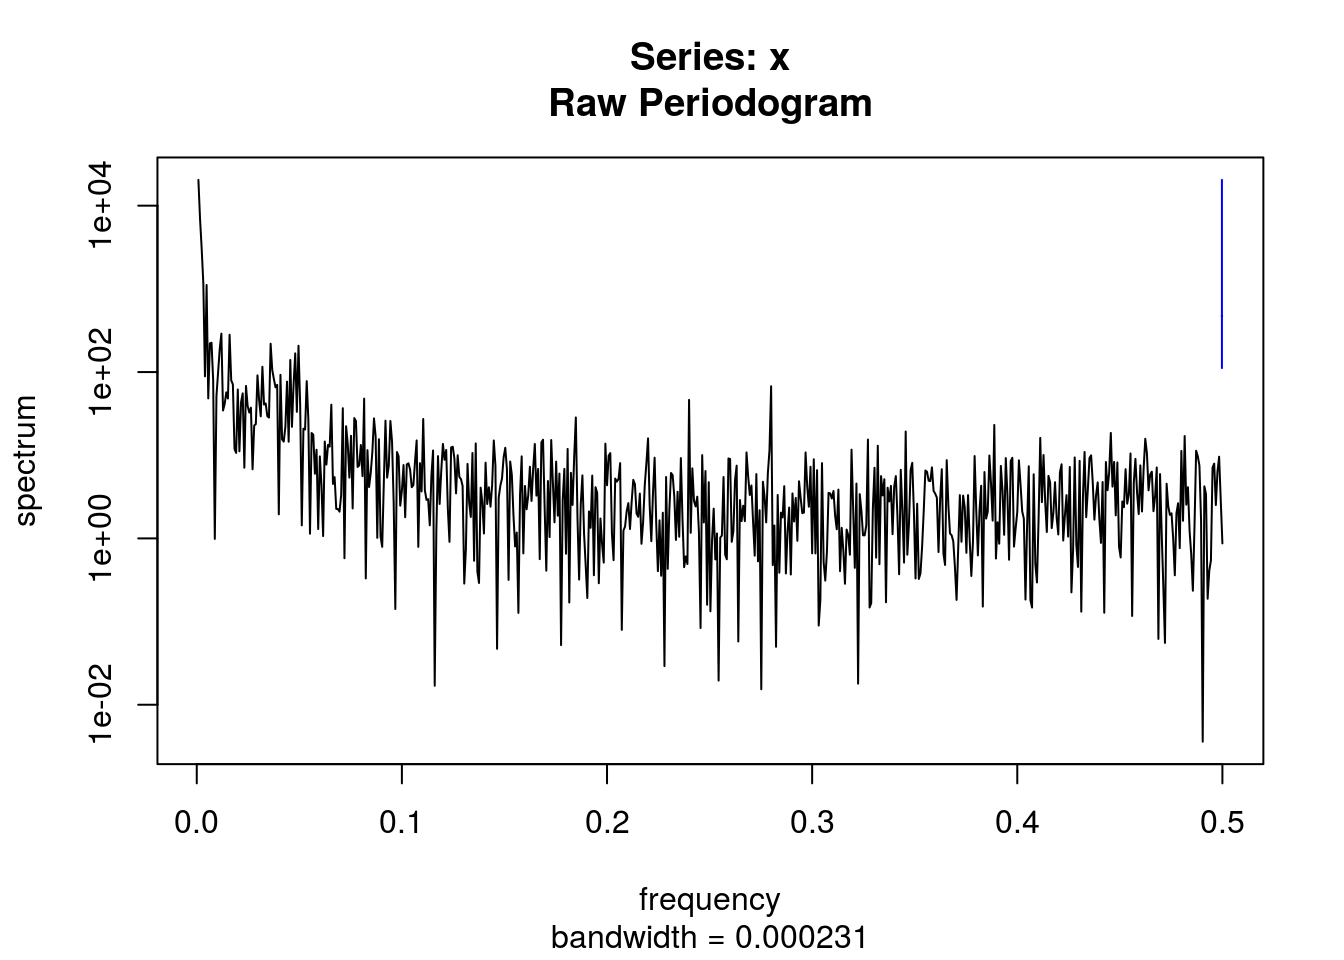 Series: x
Raw Periodogram
1e+04
1e+02
1e+00
1e-02
spectrum
0.0 0.1 0.2 0.3 0.4 0.5
frequency
bandwidth = 0.000231